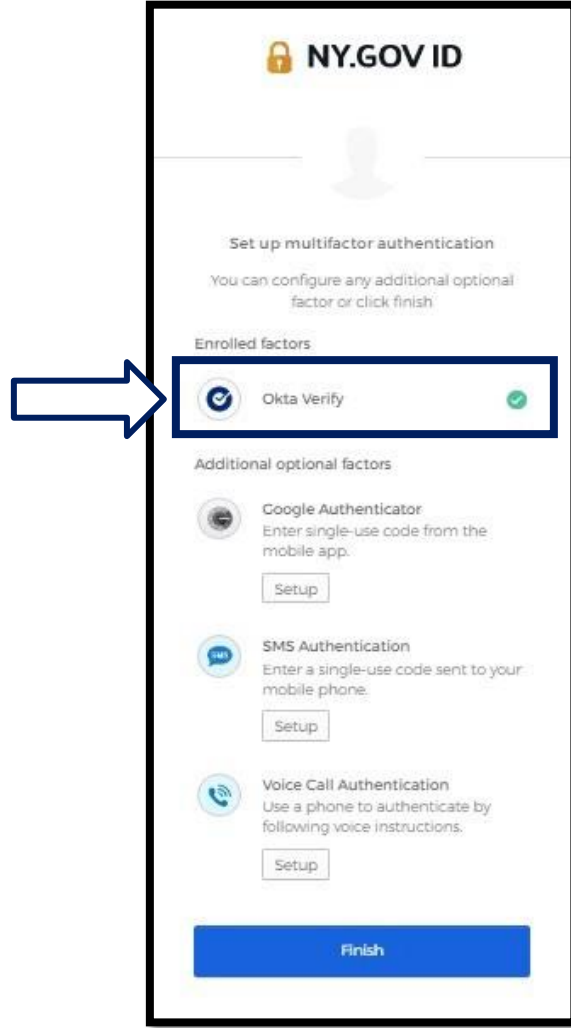 NY.GOV ID
Set up multifactor authentication
You can configure any additional optional
factor or click finish
Enrolled factors
Okta Verify
Additional optional factors
Google Authenticator
Enter single-use code from the
mobile app.
Setup
SMS
SMS Authentication
Enter a single-use code sent to your
mobile phone.
Setup
Voice Call Authentication
Use a phone to authenticate by
following voice instructions.
Setup
Finish